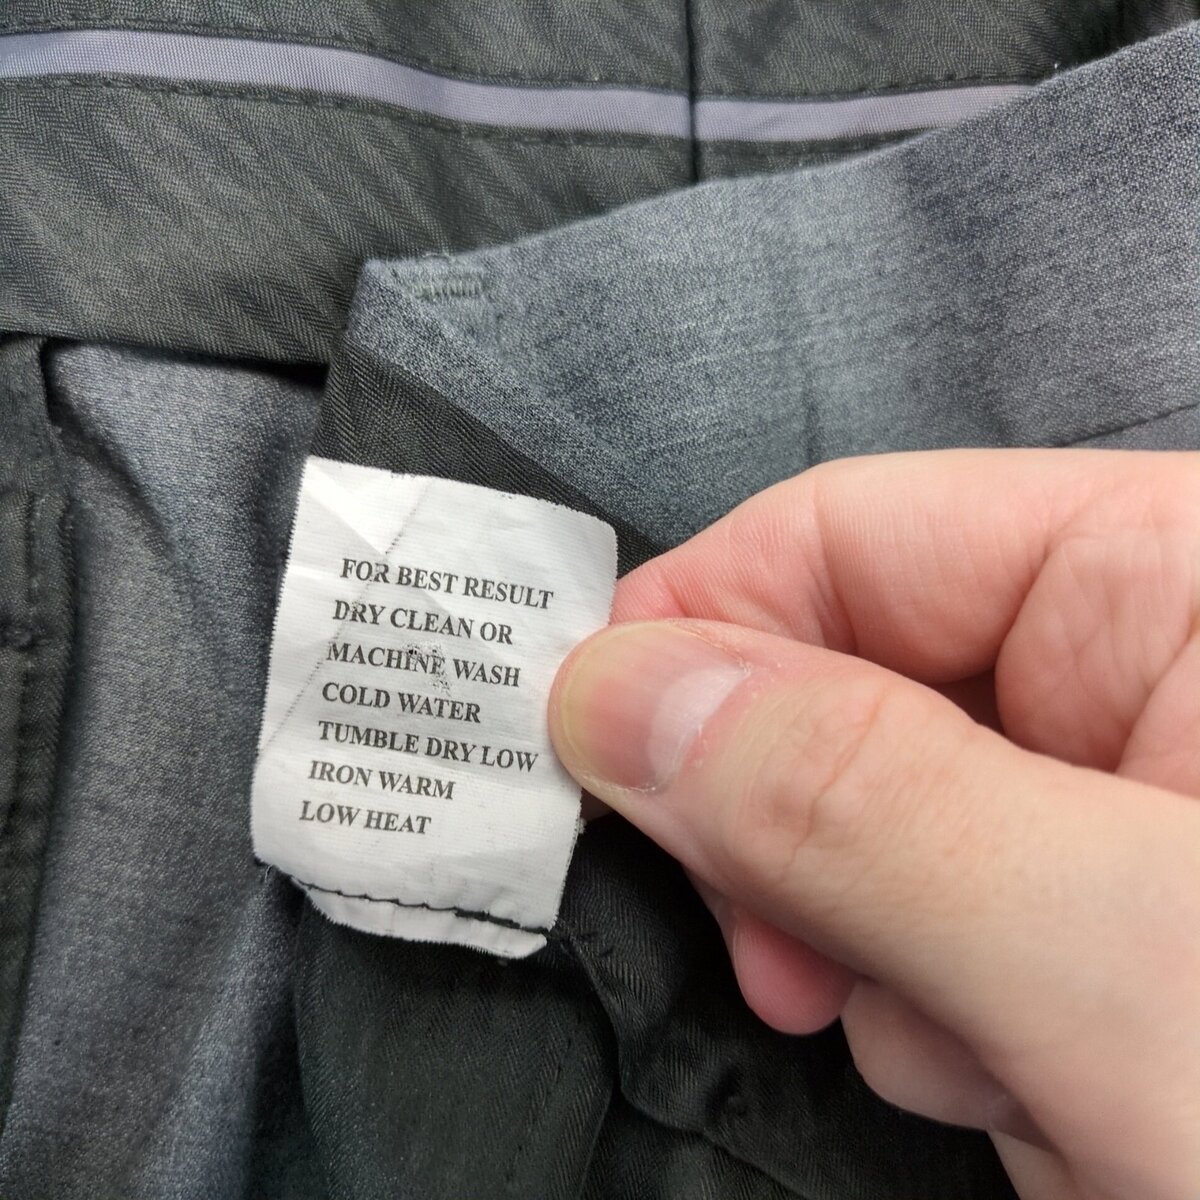 FOR BEST RESULT
DRY CLEAN OR
MACHINE WASH
COLD WATER
TUMBLE DRY LOW
IRON WARM
LOW HEAT